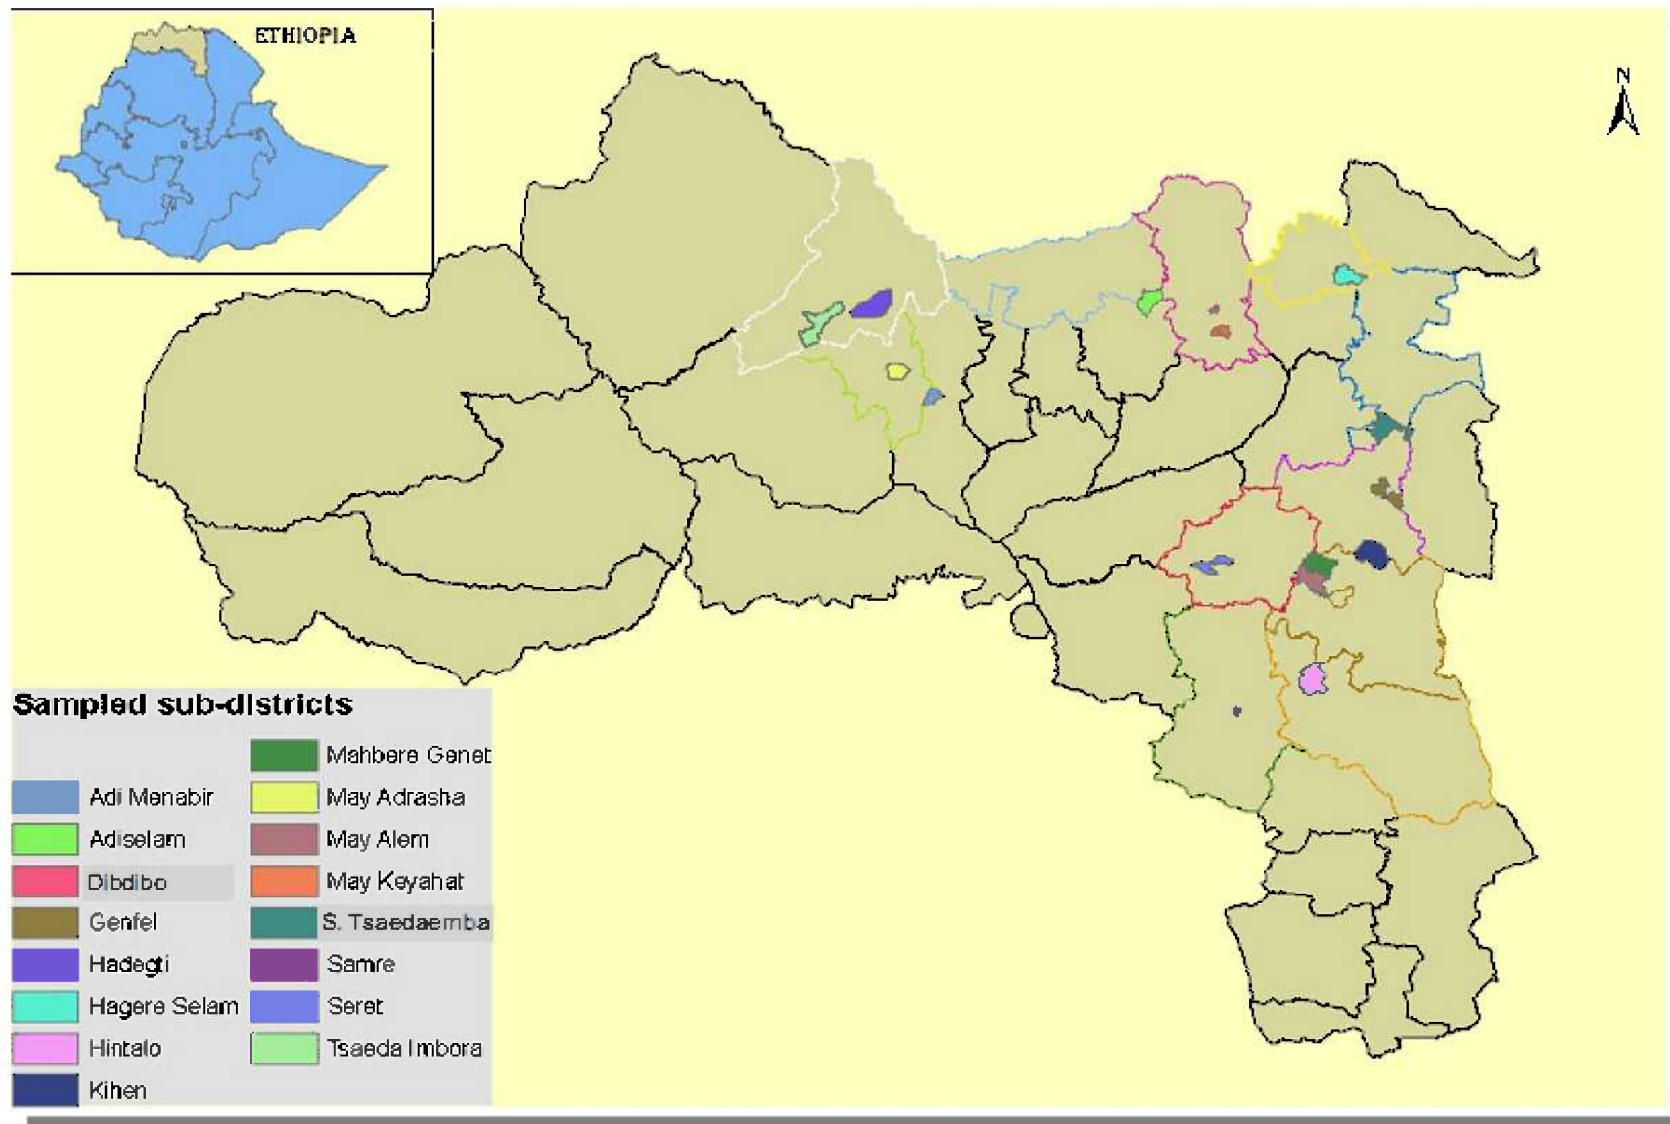 ETHIOPIA
N
Sampled sub-districts
Adi Menabir
Adiselam
Dibdibo
Genfel
Hadegti
Hagere Selam
Hintalo
Kihen
Mahbere Genet
May Adrasha
May Alem
May Keyahat
S. Tsaedaemba
Samre
Seret
Tsaeda Imbora